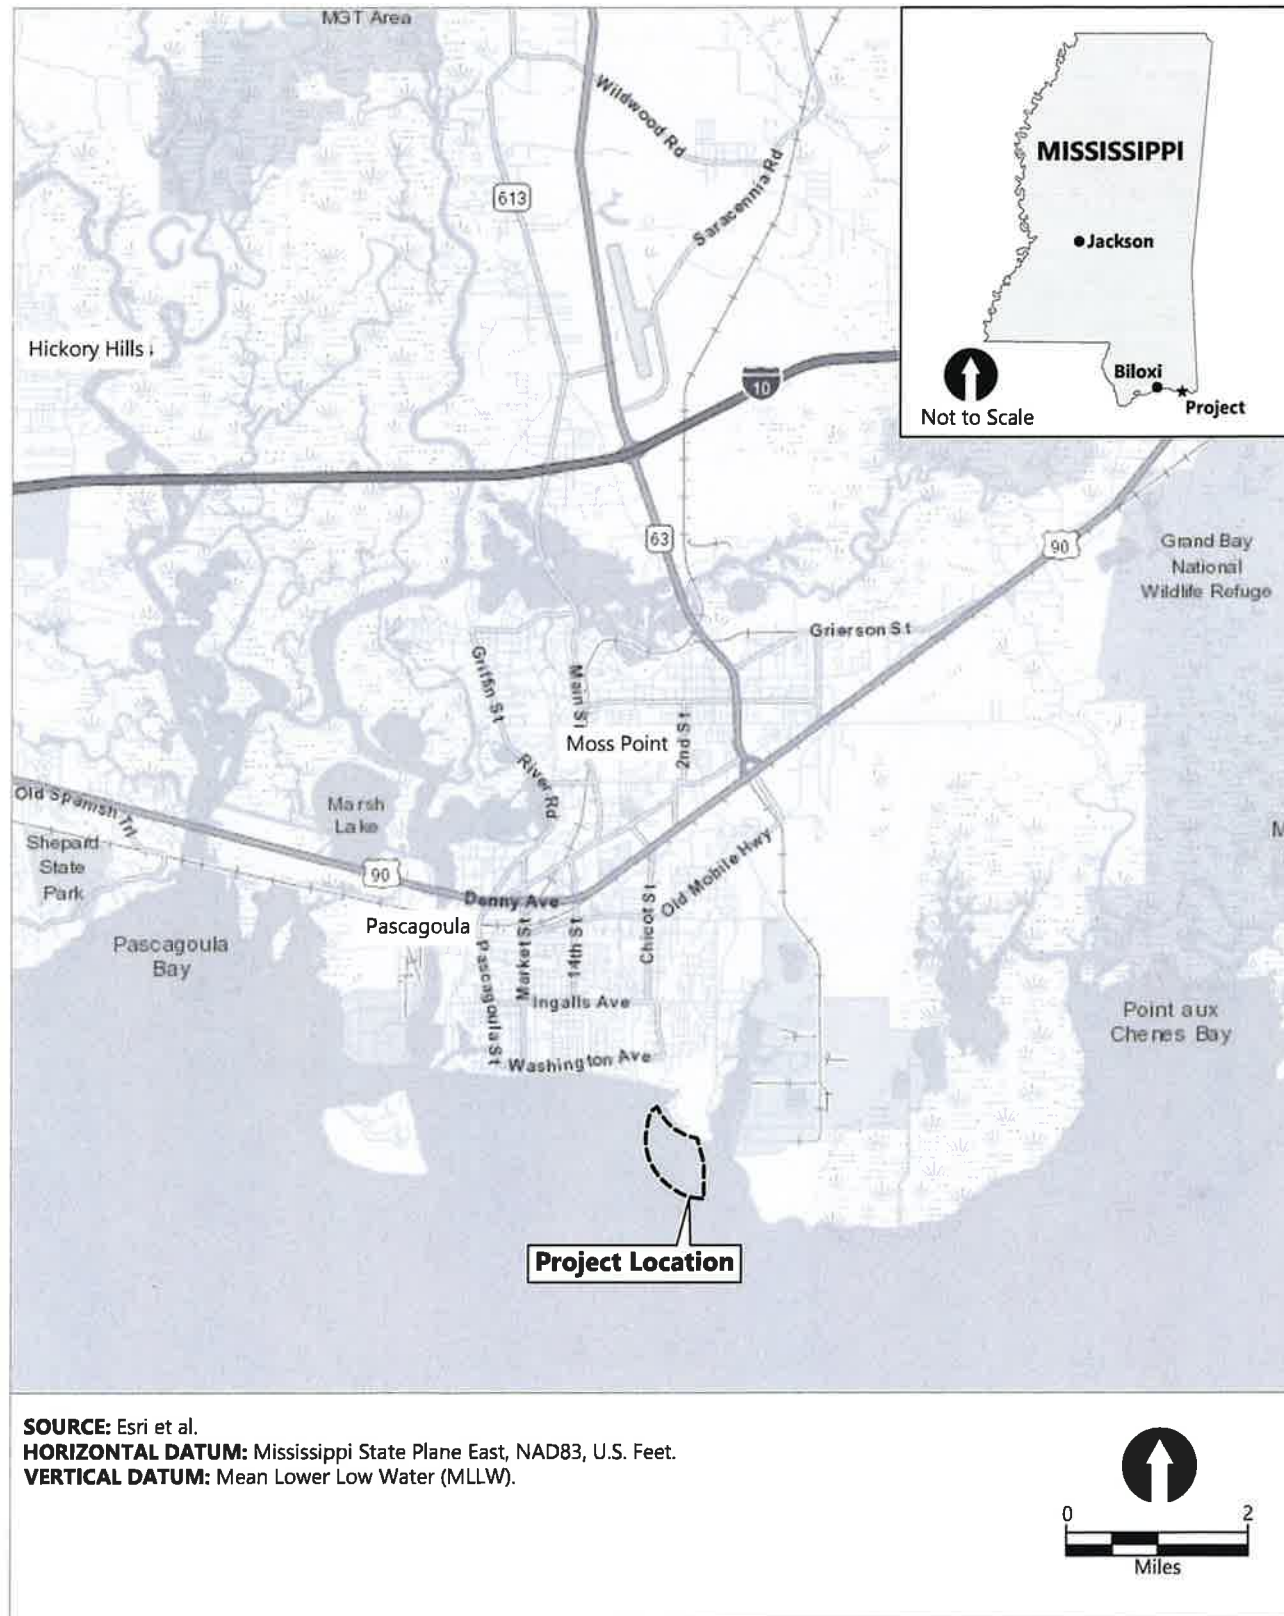 MGT Area
Wildwood Rd
613
Saracennia Rd
MISSISSIPPI
Jackson
Biloxi
Project
Not to Scale
Hickory Hills
10
63
90
Grand Bay
National
Wildlife Refuge
Grierson St
Griffin St
Main St
Moss Point
2nd St
River Rd
Old Spanish Trl
Marsh
Lake
Shepard
State
Park
90
Old Mobile Hwy
Denny Ave
Pascagoula
Chicot St
Market St
14th St
Pascagoula St
Pascagoula
Bay
Ingalls Ave
Washington Ave
Point aux
Chenes Bay
M
Project Location
SOURCE: Esri et al.
HORIZONTAL DATUM: Mississippi State Plane East, NAD83, U.S. Feet.
VERTICAL DATUM: Mean Lower Low Water (MLLW).
0 2
Miles